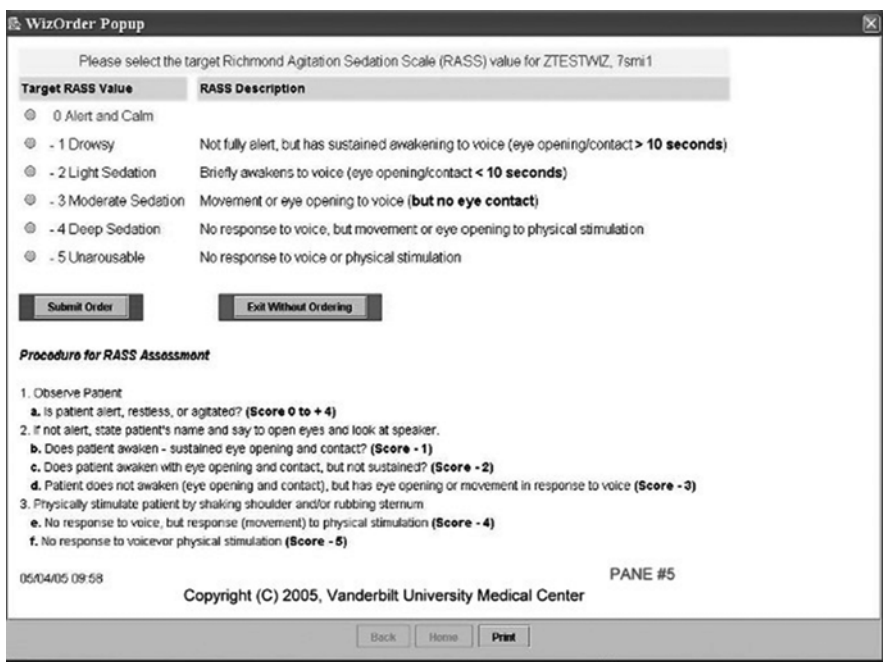 WizOrder Popup
Please select the target Richmond Agitation Sedation Scale (RASS) value for ZTESTWIZ, 7smi1
Target RASS Value RASS Description
0 Alert and Calm
- 1 Drowsy Not fully alert, but has sustained awakening to voice (eye opening/contact > 10 seconds)
- 2 Light Sedation Briefly awakens to voice (eye opening/contact < 10 seconds)
- 3 Moderate Sedation Movement or eye opening to voice (but no eye contact)
- 4 Deep Sedation No response to voice, but movement or eye opening to physical stimulation
- 5 Unarousable No response to voice or physical stimulation
Submit Order Exit Without Ordering
Procedure for RASS Assessment
1. Observe Patient
a. Is patient alert, restless, or agitated? (Score 0 to + 4)
2. If not alert, state patient's name and say to open eyes and look at speaker.
b. Does patient awaken - sustained eye opening and contact? (Score - 1)
c. Does patient awaken with eye opening and contact, but not sustained? (Score - 2)
d. Patient does not awaken (eye opening and contact), but has eye opening or movement in response to voice (Score - 3)
3. Physically stimulate patient by shaking shoulder and/or rubbing sternum
e. No response to voice, but response (movement) to physical stimulation (Score - 4)
f. No response to voicevor physical stimulation (Score - 5)
05/04/05 09:58 PANE #5
Copyright (C) 2005, Vanderbilt University Medical Center
Back Home Print